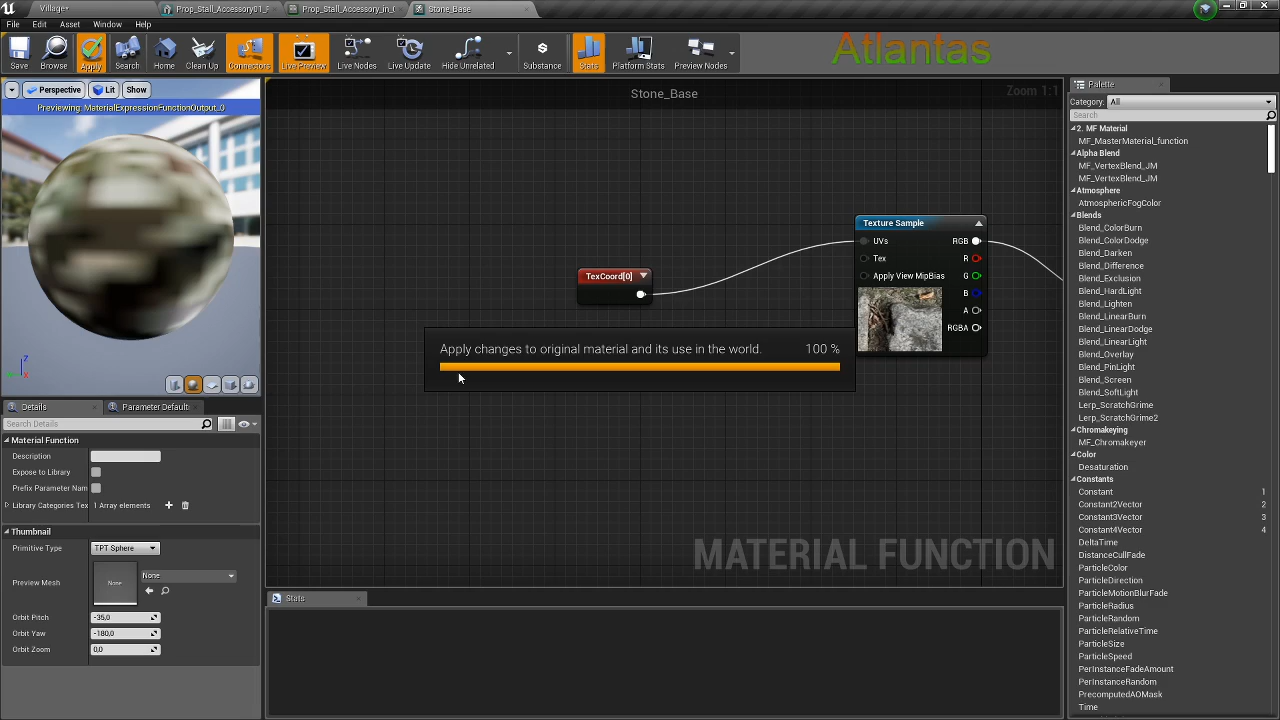 Village*
Prop_Stall_Accessory01_F
Prop_Stall_Accessory_in_(
Stone_Base
File
Edit
Asset
Window
Help
Save
Browse
Apply
Search
Home
Clean Up
Connectors
Live Preview
Live Nodes
Live Update
Hide Unrelated
Substance
Stats
Platform Stats
Preview Nodes
Atlantas
Perspective
Lit
Show
Previewing: MaterialExpressionFunctionOutput_0
Z
X
Details
Parameter Default
Search Details
Material Function
Description
Expose to Library
Prefix Parameter Nam
Library Categories Tex
1 Array elements
Thumbnail
Primitive Type
TPT Sphere
Preview Mesh
None
None
Orbit Pitch
-35,0
Orbit Yaw
-180,0
Orbit Zoom
0,0
Stone_Base
Zoom 1:1
TexCoord[0]
Texture Sample
UVs
RGB
Tex
R
Apply View MipBias
G
B
A
RGBA
Apply changes to original material and its use in the world.
100 %
MATERIAL FUNCTION
Stats
Palette
Category: All
Search
2. MF Material
MF_MasterMaterial_function
Alpha Blend
MF_VertexBlend_JM
MF_VertexBlend_JM
Atmosphere
AtmosphericFogColor
Blends
Blend_ColorBurn
Blend_ColorDodge
Blend_Darken
Blend_Difference
Blend_Exclusion
Blend_HardLight
Blend_Lighten
Blend_LinearBurn
Blend_LinearDodge
Blend_LinearLight
Blend_Overlay
Blend_PinLight
Blend_Screen
Blend_SoftLight
Lerp_ScratchGrime
Lerp_ScratchGrime2
Chromakeying
MF_Chromakeyer
Color
Desaturation
Constants
Constant 1
Constant2Vector 2
Constant3Vector 3
Constant4Vector 4
DeltaTime
DistanceCullFade
ParticleColor
ParticleDirection
ParticleMotionBlurFade
ParticleRadius
ParticleRandom
ParticleRelativeTime
ParticleSize
ParticleSpeed
PerInstanceFadeAmount
PerInstanceRandom
PrecomputedAOMask
Time